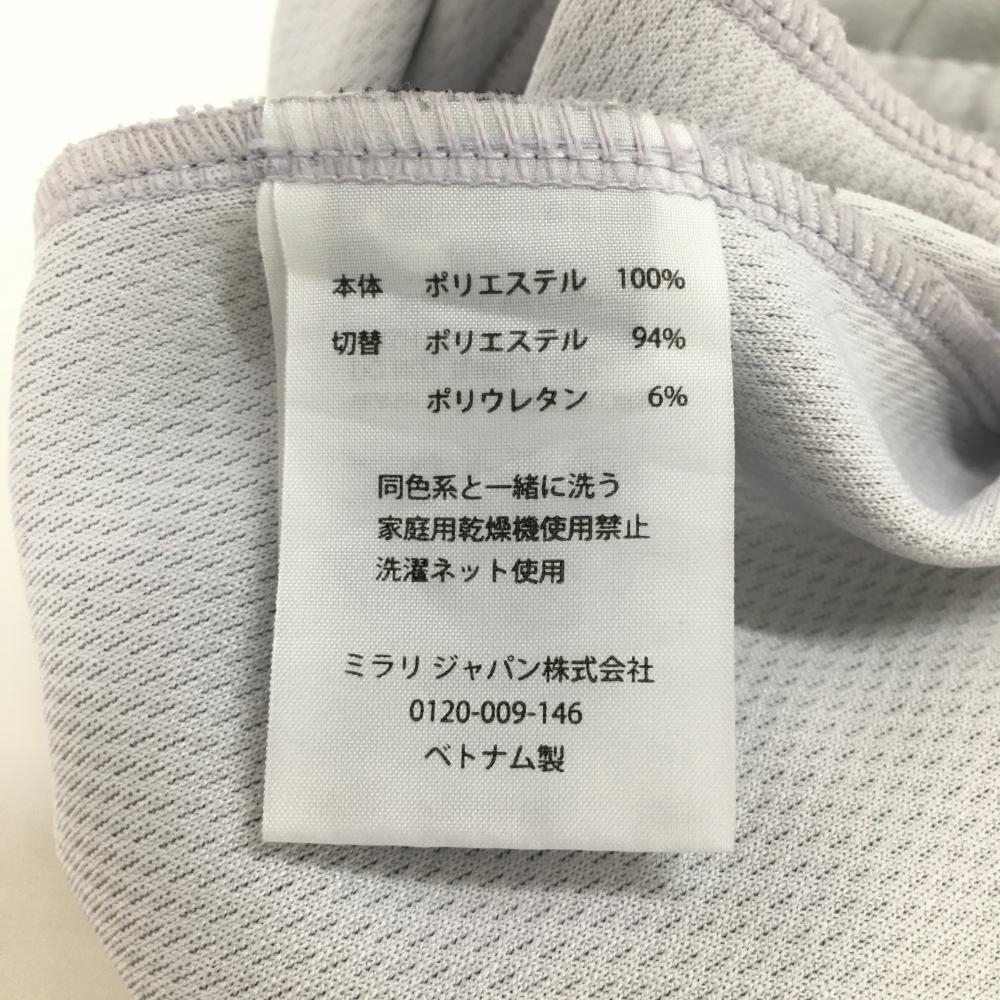 本体 ポリエステル 100%
切替 ポリエステル 94%
ポリウレタン 6%
同色系と一緒に洗う
家庭用乾燥機使用禁止
洗濯ネット使用
ミラリ ジャパン株式会社
0120-009-146
ベトナム製